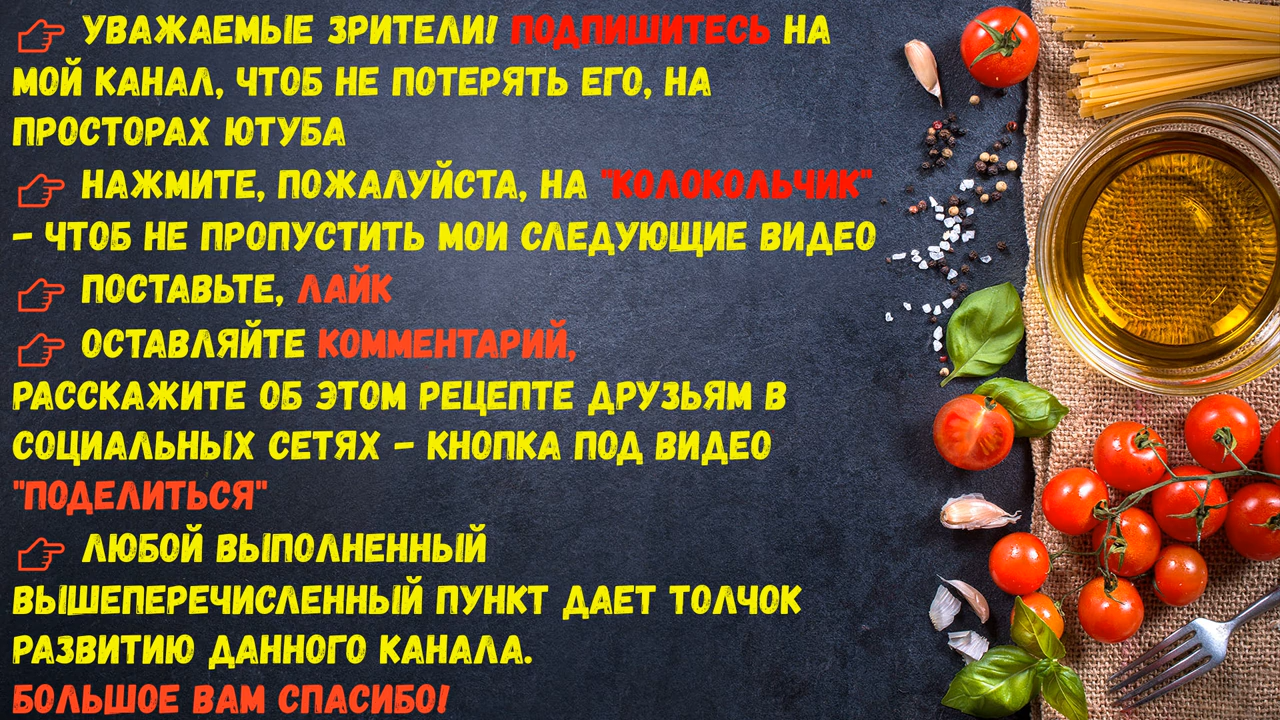 УВАЖАЕМЫЕ ЗРИТЕЛИ! ПОДПИШИТЕСЬ НА
МОЙ КАНАЛ, ЧТОБ НЕ ПОТЕРЯТЬ ЕГО, НА
ПРОСТОРАХ ЮТУБА
НАЖМИТЕ, ПОЖАЛУЙСТА, НА "КОЛОКОЛЬЧИК"
- ЧТОБ НЕ ПРОПУСТИТЬ МОИ СЛЕДУЮЩИЕ ВИДЕО
ПОСТАВЬТЕ, ЛАЙК
ОСТАВЛЯЙТЕ КОММЕНТАРИЙ,
РАССКАЖИТЕ ОБ ЭТОМ РЕЦЕПТЕ ДРУЗЬЯМ В
СОЦИАЛЬНЫХ СЕТЯХ - КНОПКА ПОД ВИДЕО
"ПОДЕЛИТЬСЯ"
ЛЮБОЙ ВЫПОЛНЕННЫЙ
ВЫШЕПЕРЕЧИСЛЕННЫЙ ПУНКТ ДАЕТ ТОЛЧОК
РАЗВИТИЮ ДАННОГО КАНАЛА.
БОЛЬШОЕ ВАМ СПАСИБО!